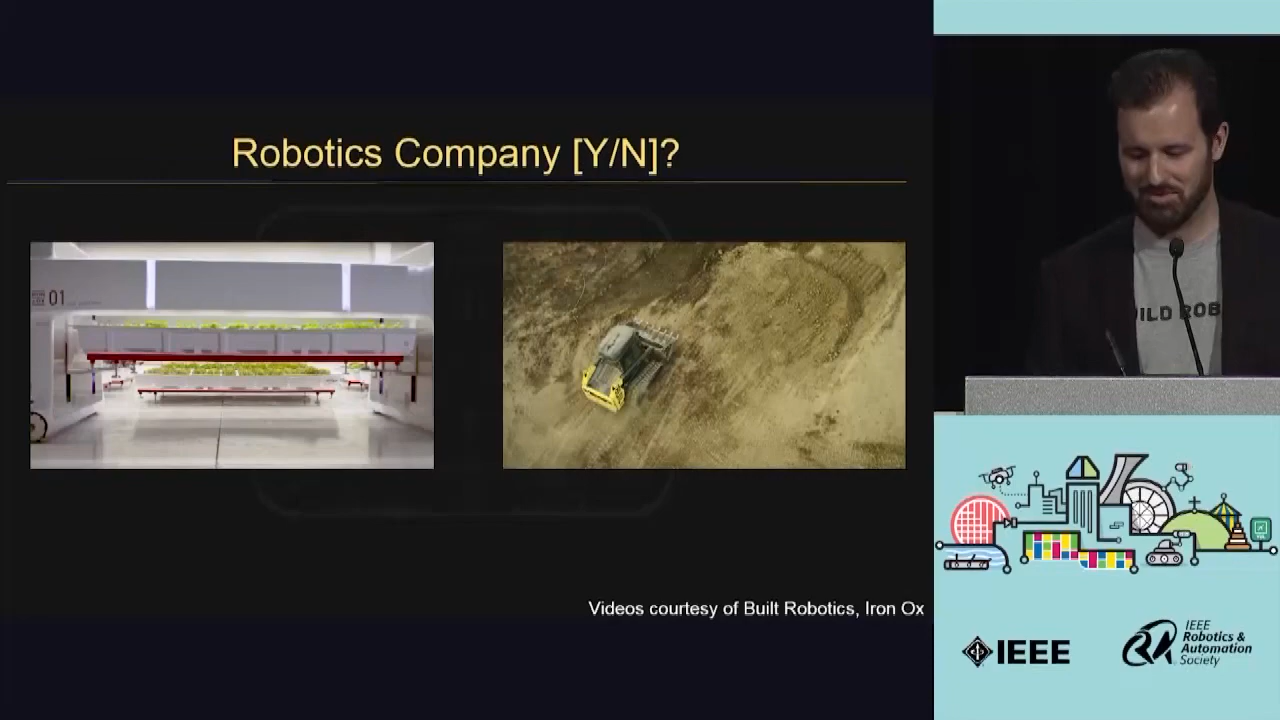 Robotics Company [Y/N]?
01
Videos courtesy of Built Robotics, Iron Ox
ILD ROB
IEEE
IEEE
Robotics &
Automation
Society